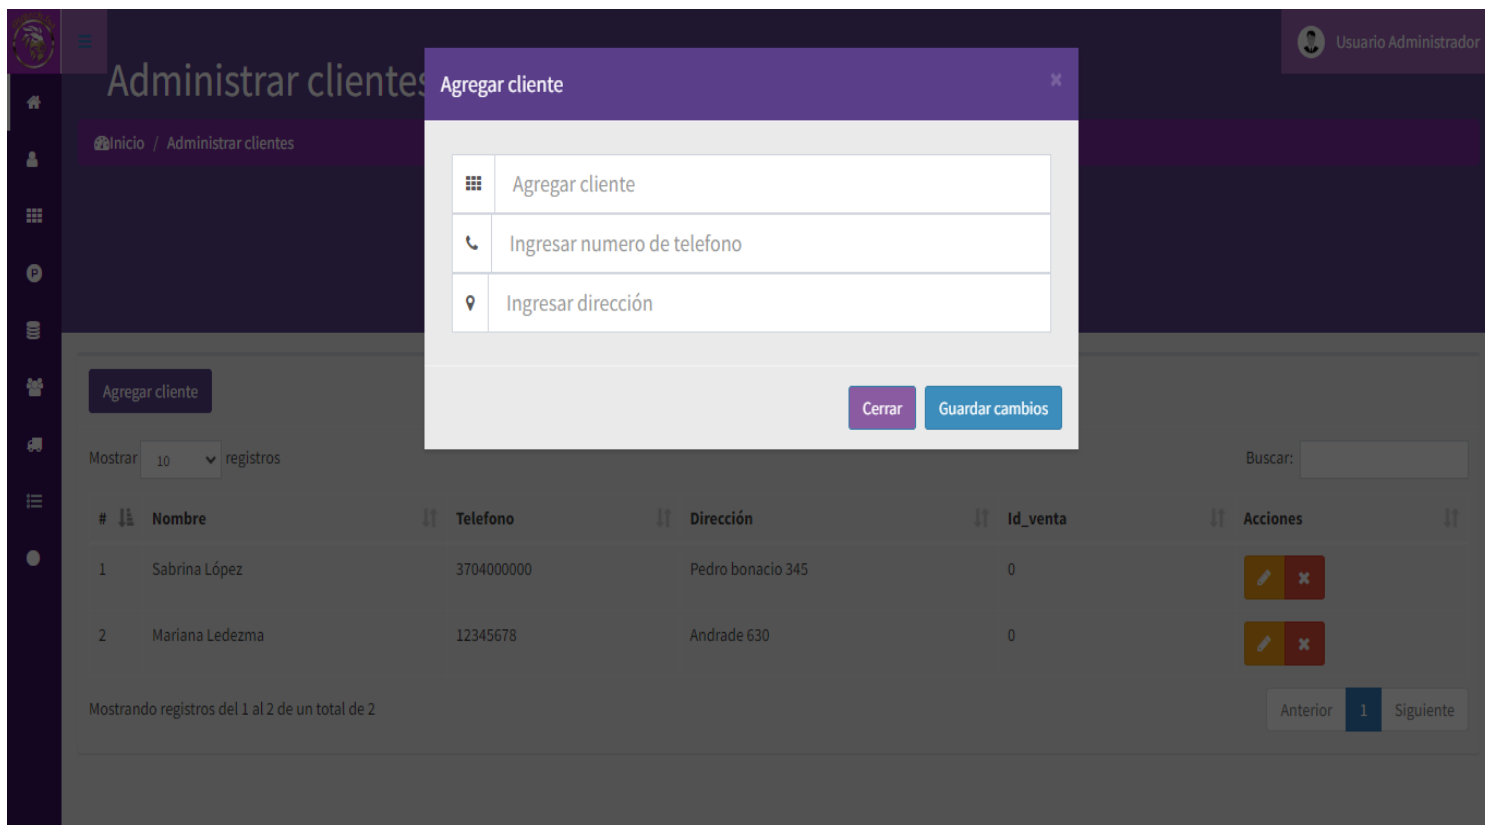 Usuario Administrador
Administrar clientes
Agregar cliente ×
Inicio / Administrar clientes
Agregar cliente
Ingresar numero de telefono
Ingresar dirección
Cerrar Guardar cambios
Agregar cliente
Mostrar 10 registros Buscar:
# Nombre Telefono Dirección Id_venta Acciones
1 Sabrina López 3704000000 Pedro bonacio 345 0
2 Mariana Ledezma 12345678 Andrade 630 0
Mostrando registros del 1 al 2 de un total de 2 Anterior 1 Siguiente